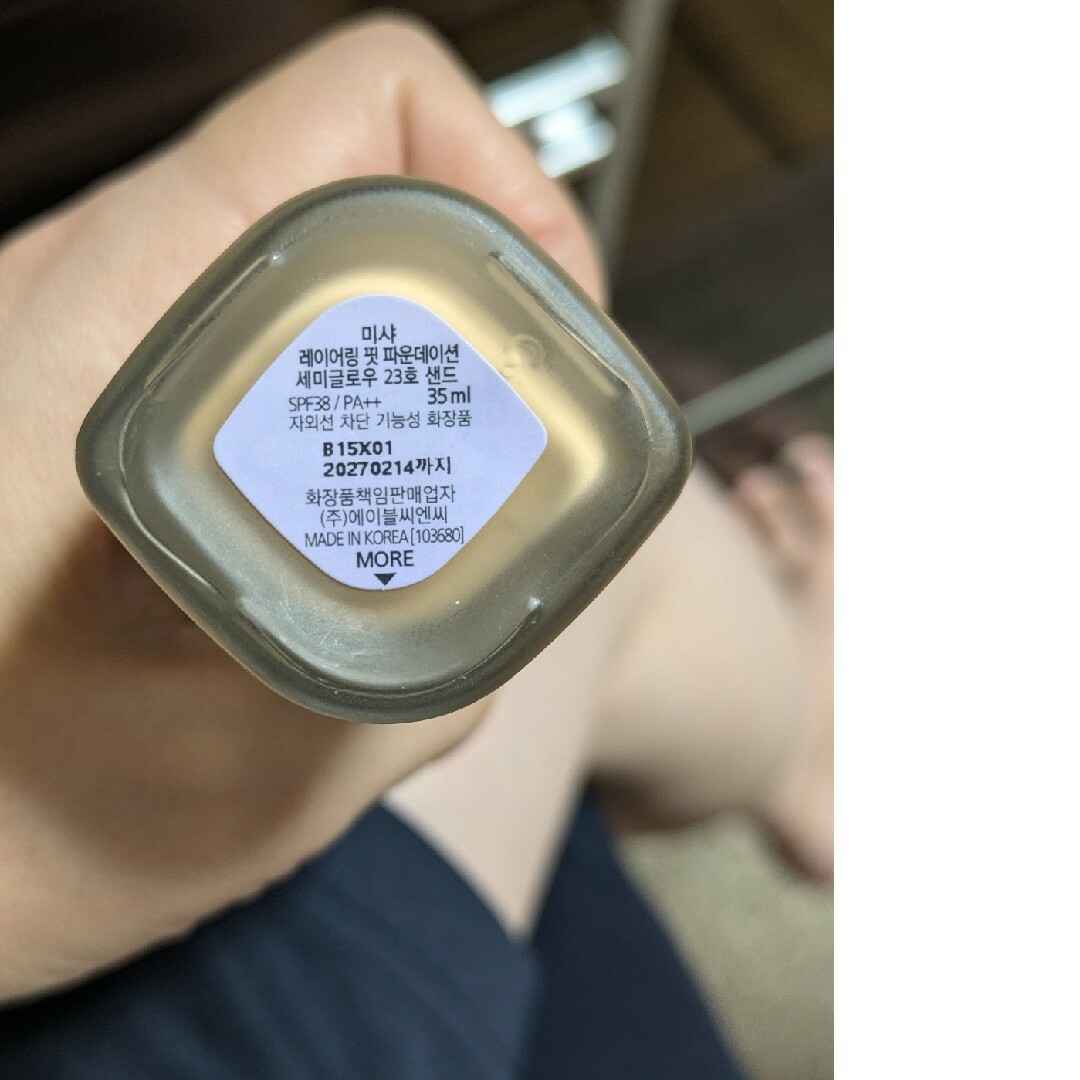 미샤
레이어링 핏 파운데이션
세미글로우 23호 샌드
SPF38 / PA++ 35 ml
자외선 차단 기능성 화장품
B15X01
20270214까지
화장품책임판매업자
(주)에이블씨엔씨
MADE IN KOREA [103680]
MORE